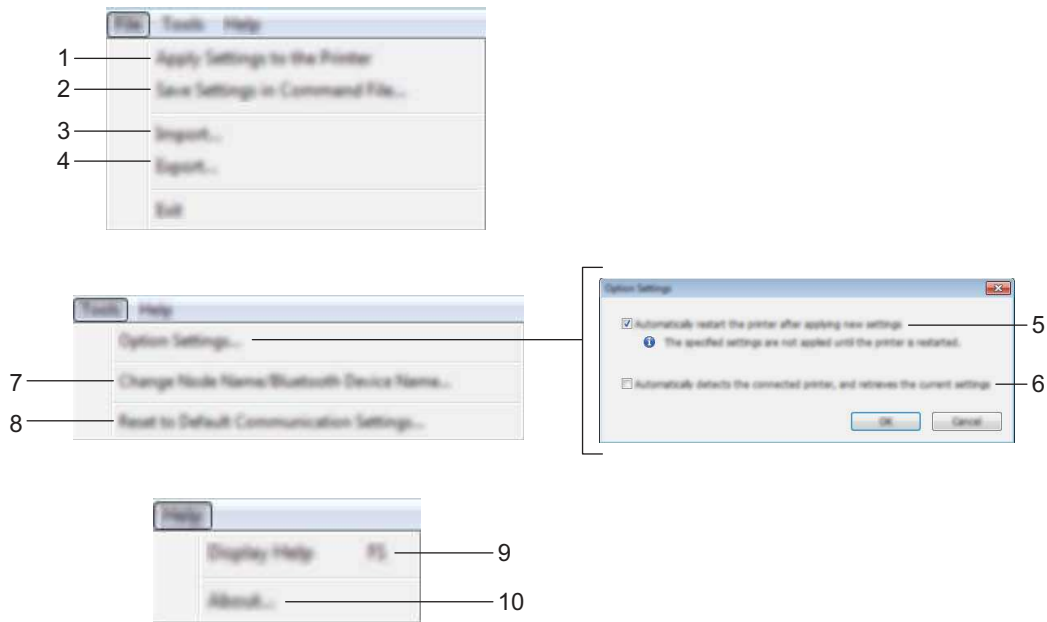 File Tools Help
1 Apply Settings to the Printer
2 Save Settings in Command File...
3 Import...
4 Export...
Exit
Tools Help
Option Settings...
7 Change Node Name/Bluetooth Device Name...
8 Reset to Default Communication Settings...
Option Settings
Automatically restart the printer after applying new settings 5
The specified settings are not applied until the printer is restarted.
Automatically detects the connected printer, and retrieves the current settings 6
OK Cancel
Help
Display Help F1 9
About... 10